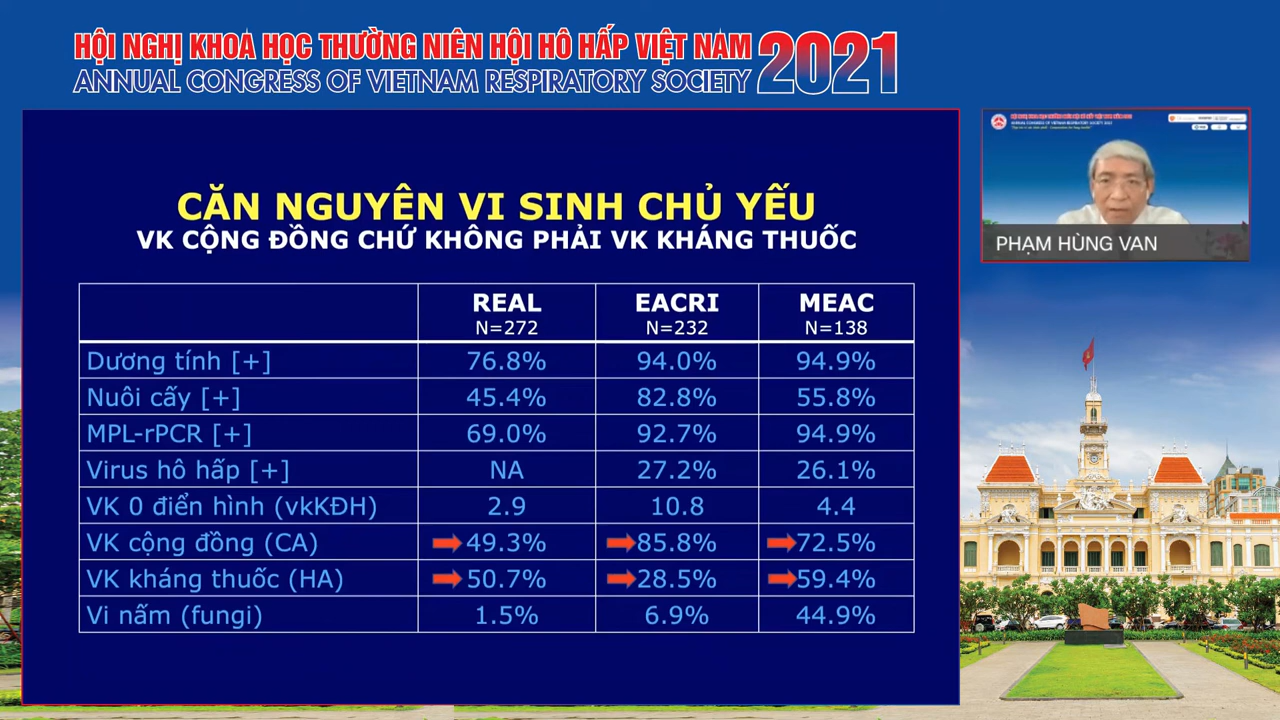 HỘI NGHỊ KHOA HỌC THƯỜNG NIÊN HỘI HÔ HẤP VIỆT NAM 2021
ANNUAL CONGRESS OF VIETNAM RESPIRATORY SOCIETY
CĂN NGUYÊN VI SINH CHỦ YẾU
VK CỘNG ĐỒNG CHỨ KHÔNG PHẢI VK KHÁNG THUỐC
REAL EACRI MEAC
N=272 N=232 N=138
Dương tính [+] 76.8% 94.0% 94.9%
Nuôi cấy [+] 45.4% 82.8% 55.8%
MPL-rPCR [+] 69.0% 92.7% 94.9%
Virus hô hấp [+] NA 27.2% 26.1%
VK 0 điển hình (vkKĐH) 2.9 10.8 4.4
VK cộng đồng (CA) 49.3% 85.8% 72.5%
VK kháng thuốc (HA) 50.7% 28.5% 59.4%
Vi nấm (fungi) 1.5% 6.9% 44.9%
PHẠM HÙNG VAN